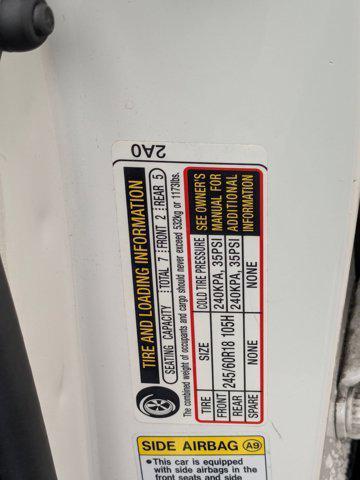 2A0
TIRE AND LOADING INFORMATION
SEATING CAPACITY TOTAL 7 FRONT 2 REAR 5
The combined weight of occupants and cargo should never exceed 532kg or 1173lbs.
TIRE SIZE COLD TIRE PRESSURE SEE OWNER'S MANUAL FOR ADDITIONAL INFORMATION
FRONT 245/60R18 105H 240KPA, 35PSI
REAR 240KPA, 35PSI
SPARE NONE NONE
SIDE AIRBAG A9
• This car is equipped
with side airbags in the
front seats and side